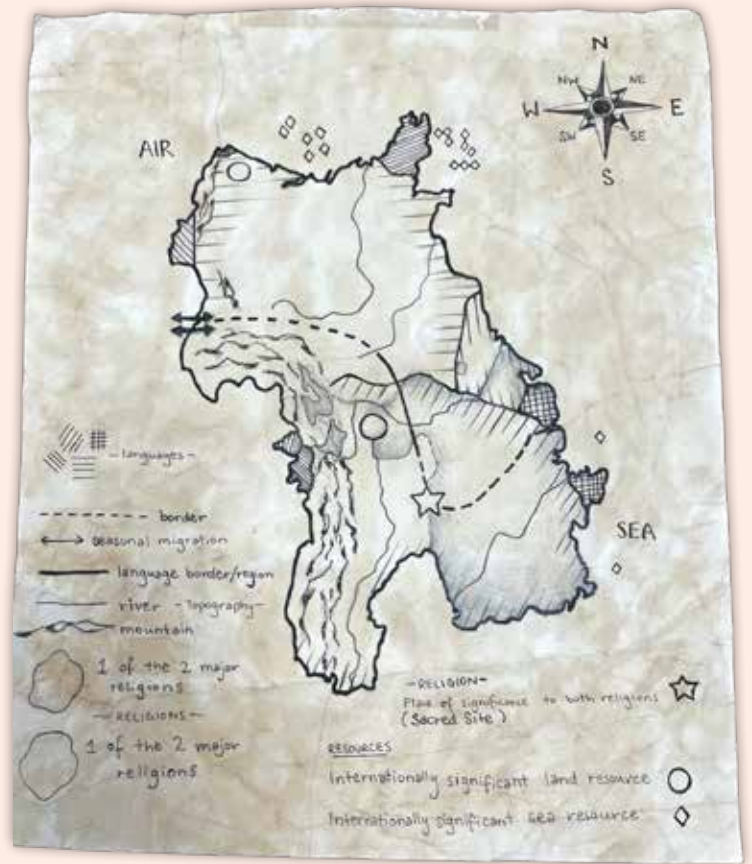 N
NW NE
W E
SW SE
S
AIR
-languages-
border
seasonal migration
SEA
language border/region
river -Topography-
mountain
1 of the 2 major
religions
-RELIGIONS-
1 of the 2 major
religions
-RELIGION-
of significance to both religions
(Sacred Site)
RESOURCES
Internationally significant land resource
Internationally significant sea resource